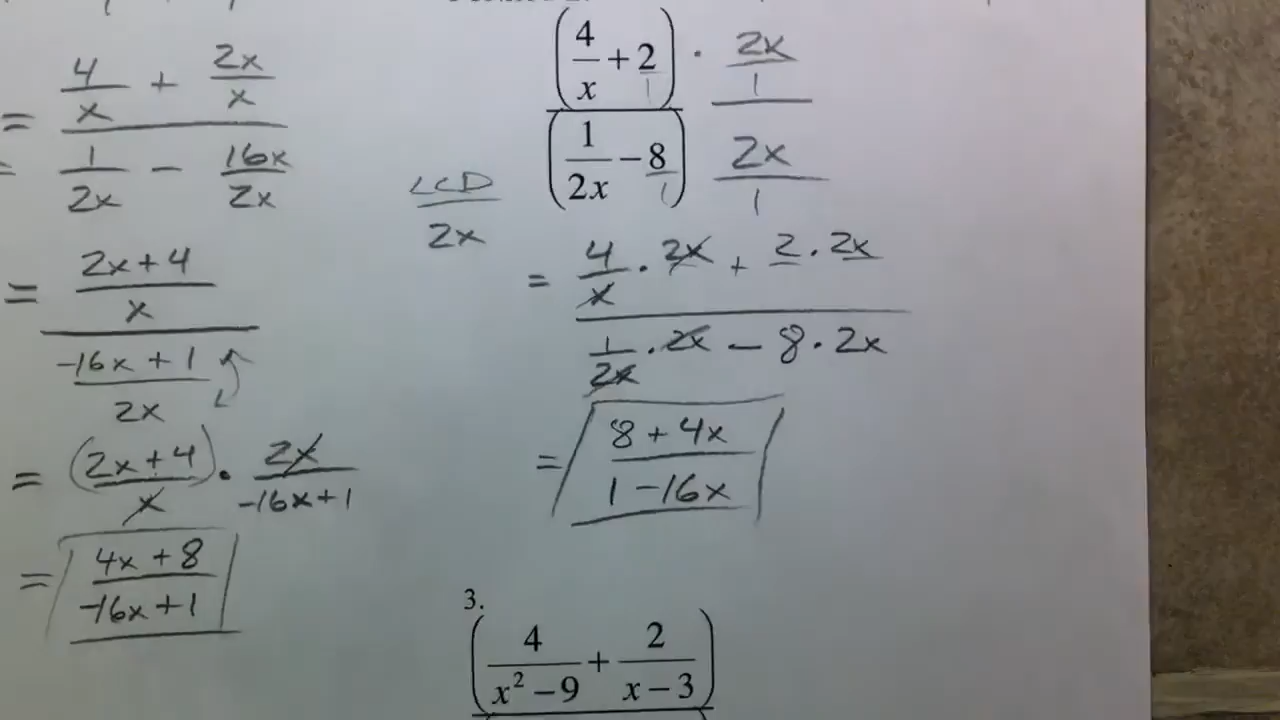 = 4/x + 2x/x
1/2x - 16x/2x
= 2x+4/x
-16x+1/2x
= (2x+4)/x · 2x/-16x+1
= 4x+8/-16x+1
(4/x + 2/1) · 2x/1
(1/2x - 8/1) 2x/1
LCD
2x
= 4/x · 2x + 2 · 2x
1/2x · 2x - 8 · 2x
= 8+4x/1-16x
3.
(4/x²-9 + 2/x-3)